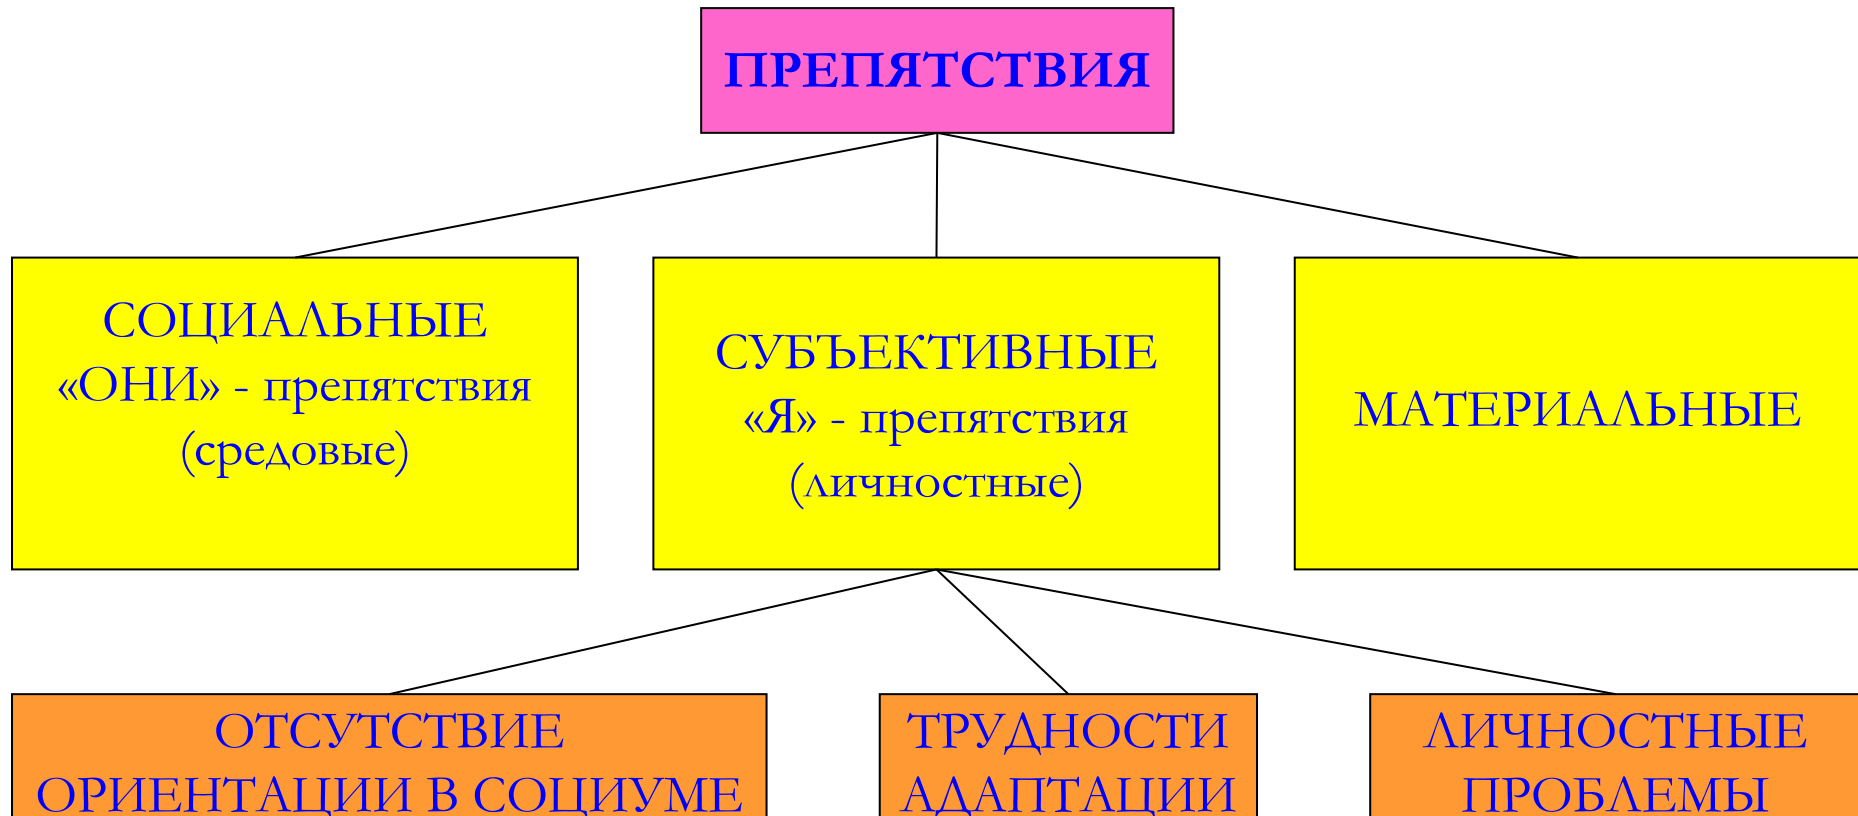 ПРЕПЯТСТВИЯ
СОЦИАЛЬНЫЕ
«ОНИ» - препятствия
(средовые)
СУБЪЕКТИВНЫЕ
«Я» - препятствия
(личностные)
МАТЕРИАЛЬНЫЕ
ОТСУТСТВИЕ
ОРИЕНТАЦИИ В СОЦИУМЕ
ТРУДНОСТИ
АДАПТАЦИИ
ЛИЧНОСТНЫЕ
ПРОБЛЕМЫ